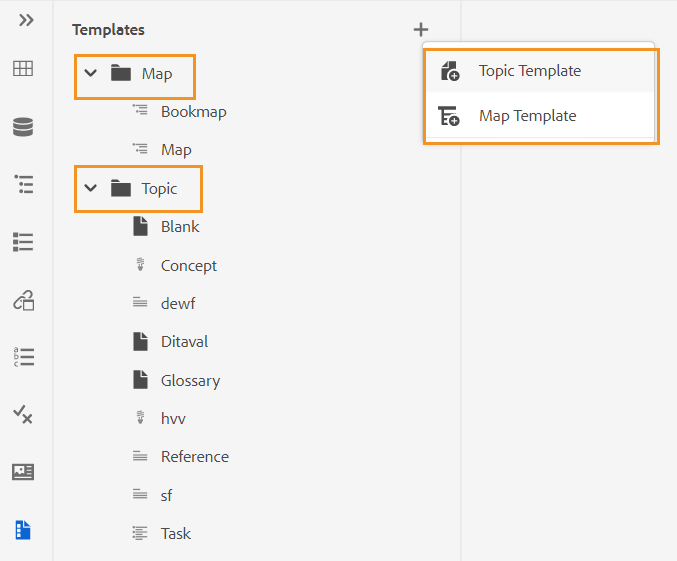 Templates
Topic Template
Map Template
Map
Bookmap
Map
Topic
Blank
Concept
dewf
Ditaval
Glossary
hvv
Reference
sf
Task
a
b
c